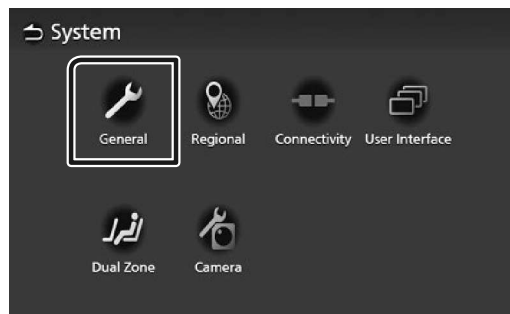 System
General Regional Connectivity User Interface
Dual Zone Camera